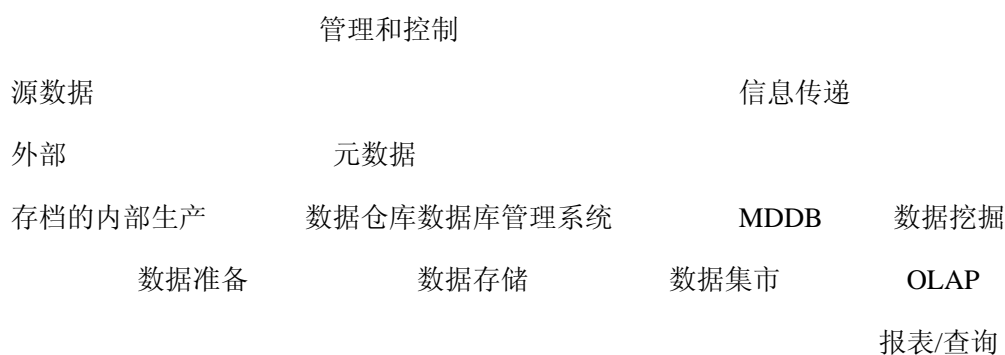 管理和控制
源数据 信息传递
外部 元数据
存档的内部生产 数据仓库数据库管理系统 MDDB 数据挖掘
数据准备 数据存储 数据集市 OLAP
报表/查询